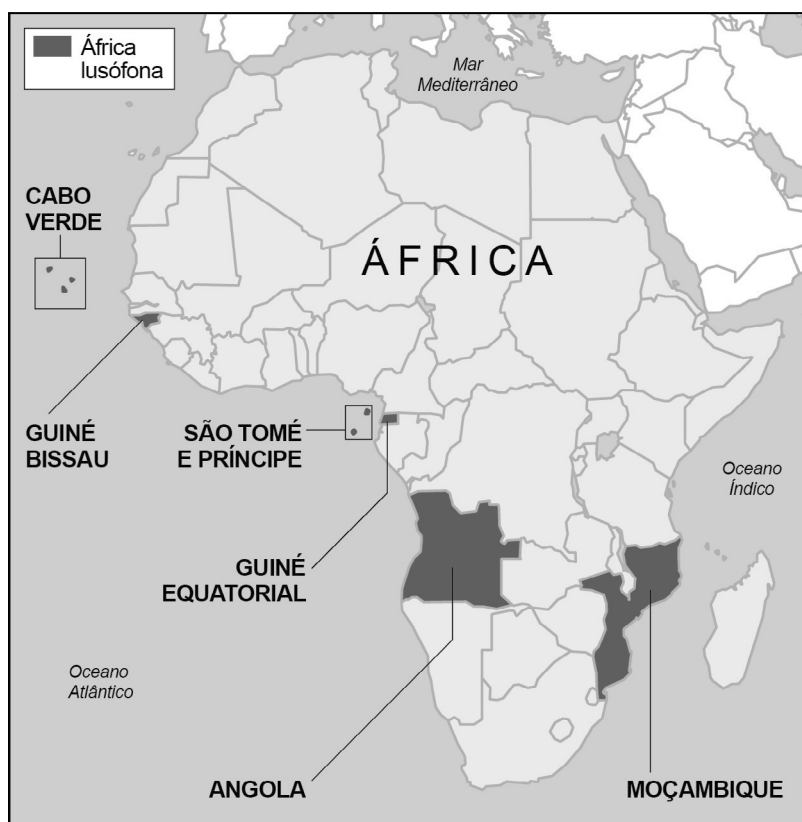 África
lusófona
Mar
Mediterrâneo
CABO
VERDE
ÁFRICA
GUINÉ
BISSAU
SÃO TOMÉ
E PRÍNCIPE
Oceano
Índico
GUINÉ
EQUATORIAL
Oceano
Atlântico
ANGOLA
MOÇAMBIQUE